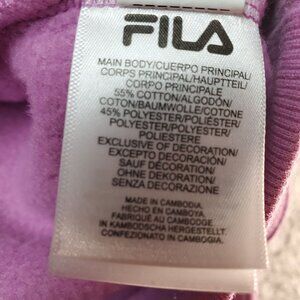 FILA
MAIN BODY/CUERPO PRINCIPAL/
CORPS PRINCIPAL/HAUPTTEIL/
CORPO PRINCIPALE
55% COTTON/ALGODÓN/
COTON/BAUMWOLLE/COTONE
45% POLYESTER/POLIÉSTER/
POLYESTER/POLYESTER/
POLIESTERE
EXCLUSIVE OF DECORATION/
EXCEPTO DECORACIÓN/
SAUF DÉCORATION/
OHNE DEKORATION/
SENZA DECORAZIONE
MADE IN CAMBODIA.
HECHO EN CAMBOYA.
FABRIQUÉ AU CAMBODGE
IN KAMBODSCHA HERGESTELLT.
CONFEZIONATO IN CAMBOGIA.